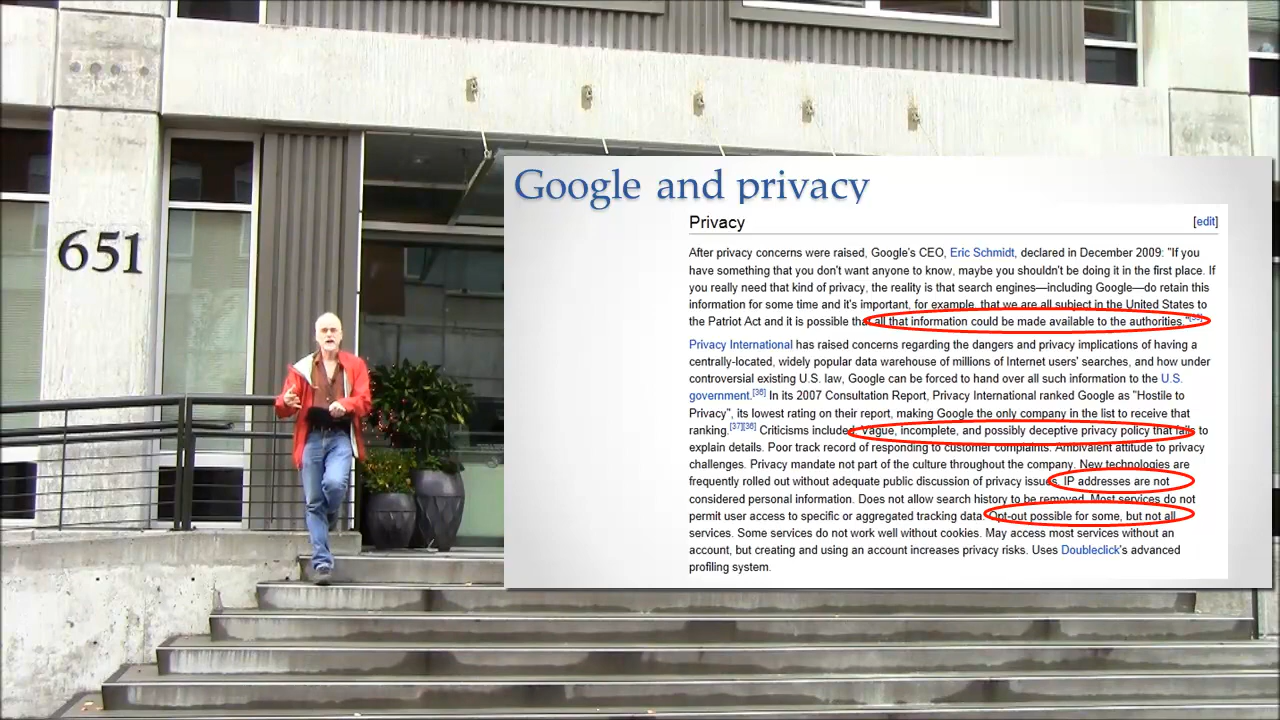 Google and privacy
Privacy
[edit]
After privacy concerns were raised, Google's CEO, Eric Schmidt, declared in December 2009: "If you
have something that you don't want anyone to know, maybe you shouldn't be doing it in the first place. If
you really need that kind of privacy, the reality is that search engines—including Google—do retain this
information for some time and it's important, for example, that we are all subject in the United States to
the Patriot Act and it is possible that all that information could be made available to the authorities."
Privacy International has raised concerns regarding the dangers and privacy implications of having a
centrally-located, widely popular data warehouse of millions of Internet users' searches, and how under
controversial existing U.S. law, Google can be forced to hand over all such information to the U.S.
government.[36] In its 2007 Consultation Report, Privacy International ranked Google as "Hostile to
Privacy", its lowest rating on their report, making Google the only company in the list to receive that
ranking.[37][38] Criticisms included: Vague, incomplete, and possibly deceptive privacy policy that fails to
explain details. Poor track record of responding to customer complaints. Ambivalent attitude to privacy
challenges. Privacy mandate not part of the culture throughout the company. New technologies are
frequently rolled out without adequate public discussion of privacy issues. IP addresses are not
considered personal information. Does not allow search history to be removed. Most services do not
permit user access to specific or aggregated tracking data. Opt-out possible for some, but not all
services. Some services do not work well without cookies. May access most services without an
account, but creating and using an account increases privacy risks. Uses Doubleclick's advanced
profiling system.
651